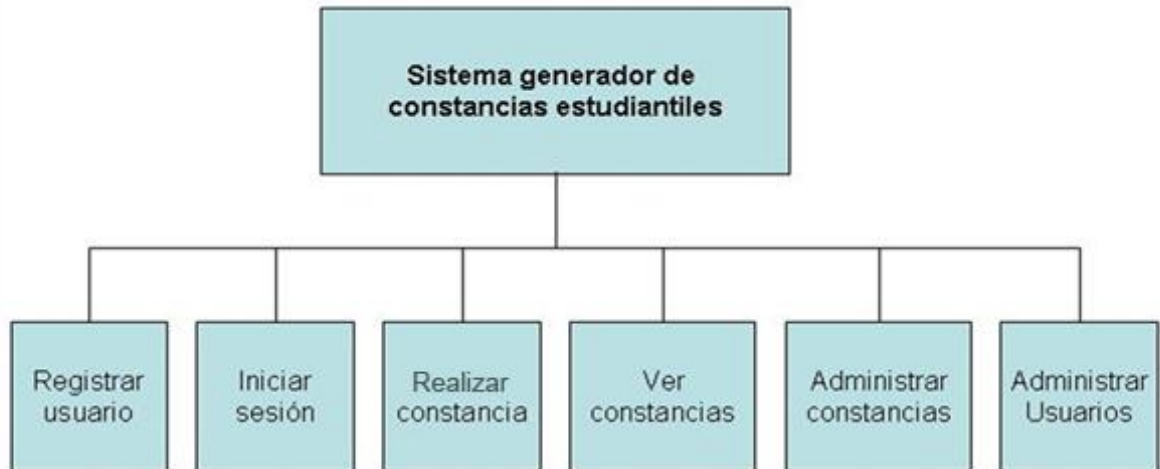 Sistema generador de
constancias estudiantiles
Registrar
usuario
Iniciar
sesión
Realizar
constancia
Ver
constancias
Administrar
constancias
Administrar
Usuarios